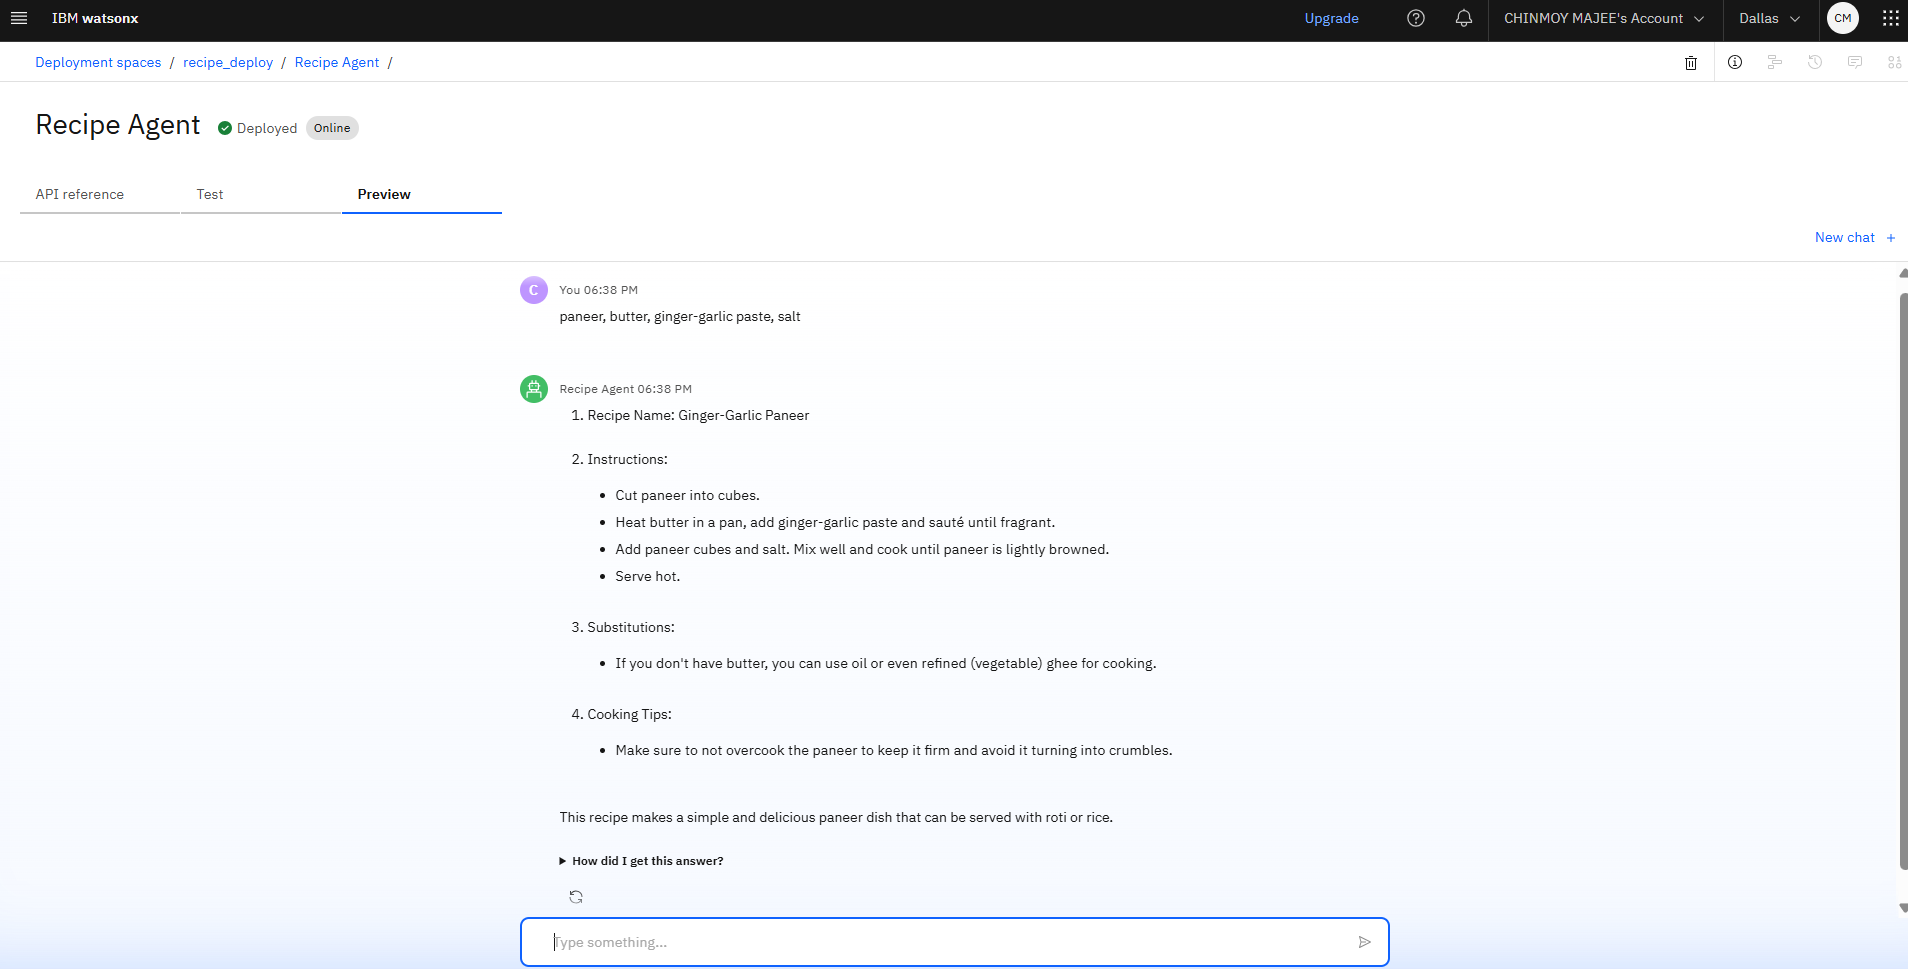 IBM watsonx
Upgrade
CHINMOY MAJEE's Account
Dallas
CM
Deployment spaces / recipe_deploy / Recipe Agent /
Recipe Agent
Deployed
Online
API reference
Test
Preview
New chat +
C
You 06:38 PM
paneer, butter, ginger-garlic paste, salt
Recipe Agent 06:38 PM
1. Recipe Name: Ginger-Garlic Paneer
2. Instructions:
• Cut paneer into cubes.
• Heat butter in a pan, add ginger-garlic paste and sauté until fragrant.
• Add paneer cubes and salt. Mix well and cook until paneer is lightly browned.
• Serve hot.
3. Substitutions:
• If you don't have butter, you can use oil or even refined (vegetable) ghee for cooking.
4. Cooking Tips:
• Make sure to not overcook the paneer to keep it firm and avoid it turning into crumbles.
This recipe makes a simple and delicious paneer dish that can be served with roti or rice.
How did I get this answer?
Type something...